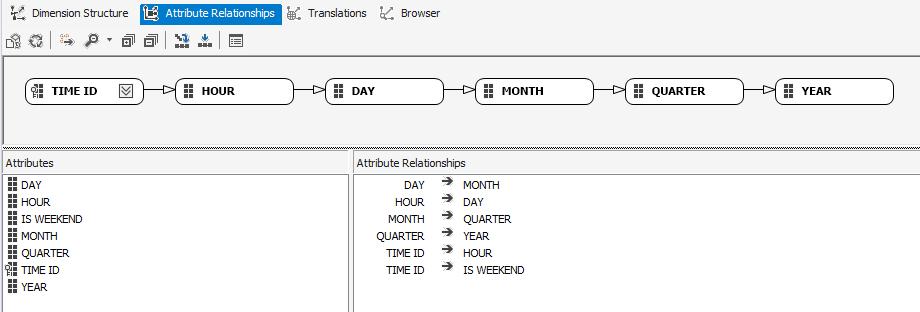 Dimension Structure Attribute Relationships Translations Browser
TIME ID HOUR DAY MONTH QUARTER YEAR
Attributes
DAY
HOUR
IS WEEKEND
MONTH
QUARTER
TIME ID
YEAR
Attribute Relationships
DAY MONTH
HOUR DAY
MONTH QUARTER
QUARTER YEAR
TIME ID HOUR
TIME ID IS WEEKEND